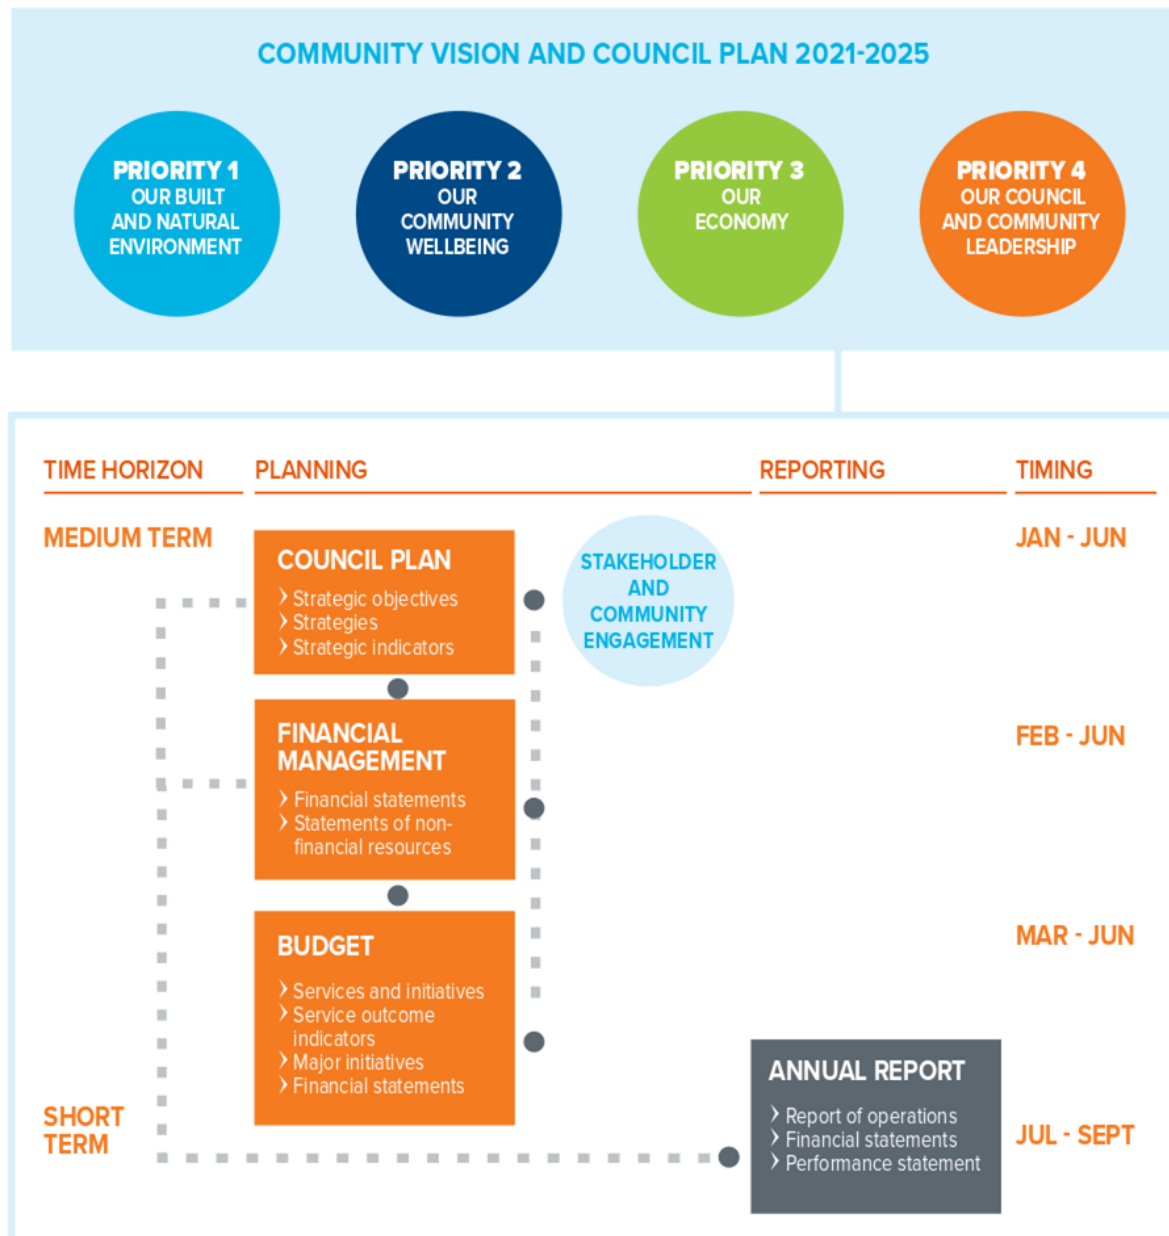 COMMUNITY VISION AND COUNCIL PLAN 2021-2025
PRIORITY 1
OUR BUILT
AND NATURAL
ENVIRONMENT
PRIORITY 2
OUR
COMMUNITY
WELLBEING
PRIORITY 3
OUR
ECONOMY
PRIORITY 4
OUR COUNCIL
AND COMMUNITY
LEADERSHIP
TIME HORIZON
PLANNING
REPORTING
TIMING
MEDIUM TERM
COUNCIL PLAN
Strategic objectives
Strategies
Strategic indicators
STAKEHOLDER
AND
COMMUNITY
ENGAGEMENT
JAN - JUN
FINANCIAL
MANAGEMENT
Financial statements
Statements of non-
financial resources
FEB - JUN
BUDGET
Services and initiatives
Service outcome
indicators
Major initiatives
Financial statements
MAR - JUN
SHORT
TERM
ANNUAL REPORT
Report of operations
Financial statements
Performance statement
JUL - SEPT